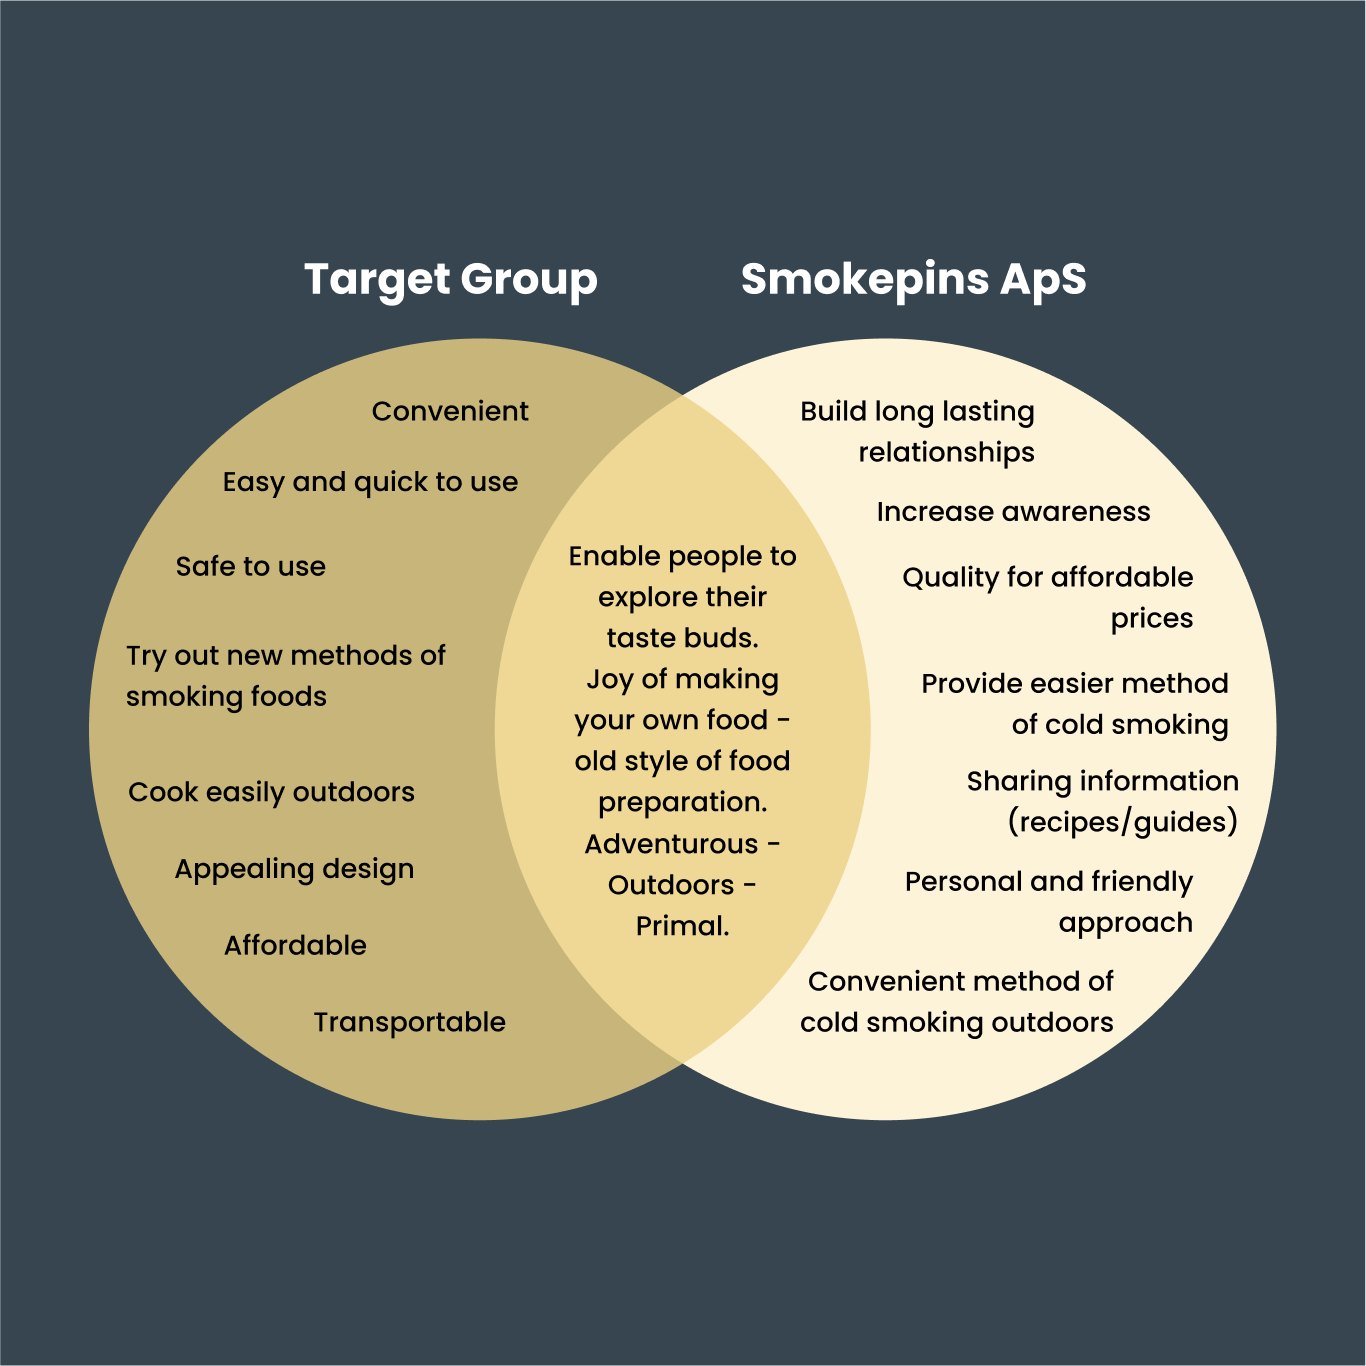 Target Group
Smokepins ApS
Convenient
Easy and quick to use
Safe to use
Try out new methods of
smoking foods
Cook easily outdoors
Appealing design
Affordable
Transportable
Enable people to
explore their
taste buds.
Joy of making
your own food -
old style of food
preparation.
Adventurous -
Outdoors -
Primal.
Build long lasting
relationships
Increase awareness
Quality for affordable
prices
Provide easier method
of cold smoking
Sharing information
(recipes/guides)
Personal and friendly
approach
Convenient method of
cold smoking outdoors